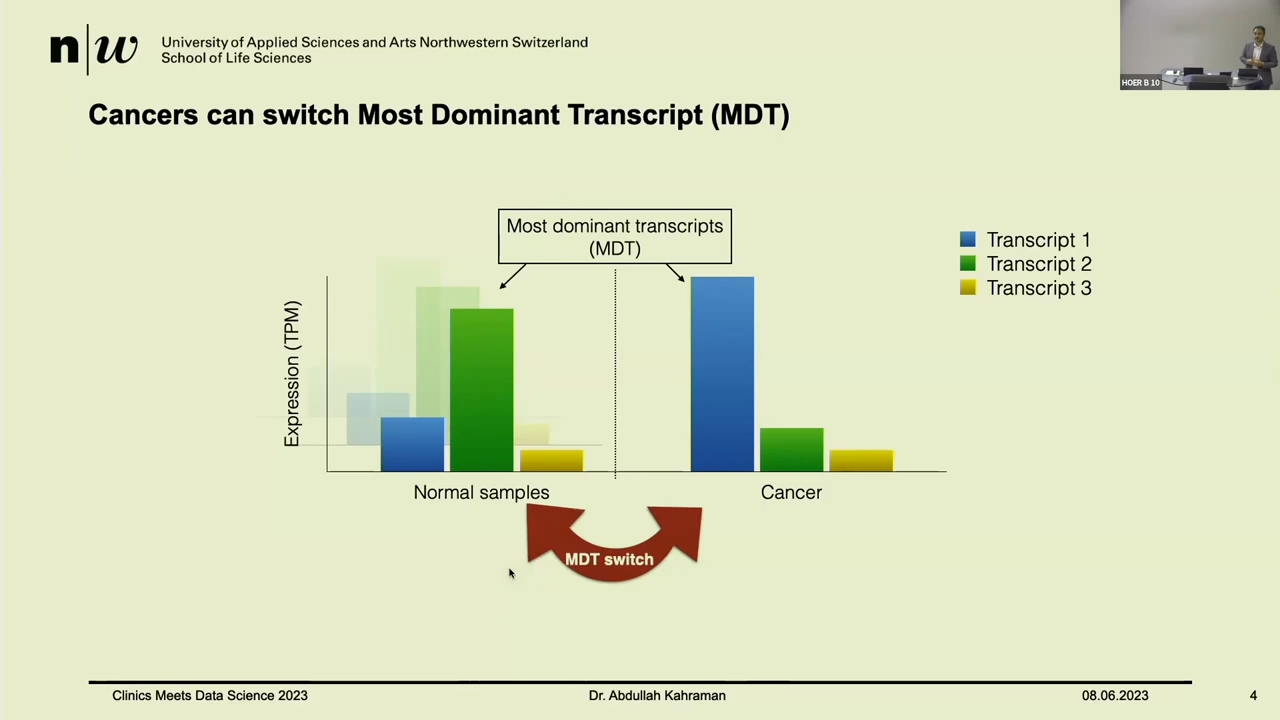 n|w
University of Applied Sciences and Arts Northwestern Switzerland
School of Life Sciences
HOER B 10
Cancers can switch Most Dominant Transcript (MDT)
Most dominant transcripts
(MDT)
Transcript 1
Transcript 2
Transcript 3
Expression (TPM)
Normal samples
Cancer
MDT switch
Clinics Meets Data Science 2023
Dr. Abdullah Kahraman
08.06.2023
4